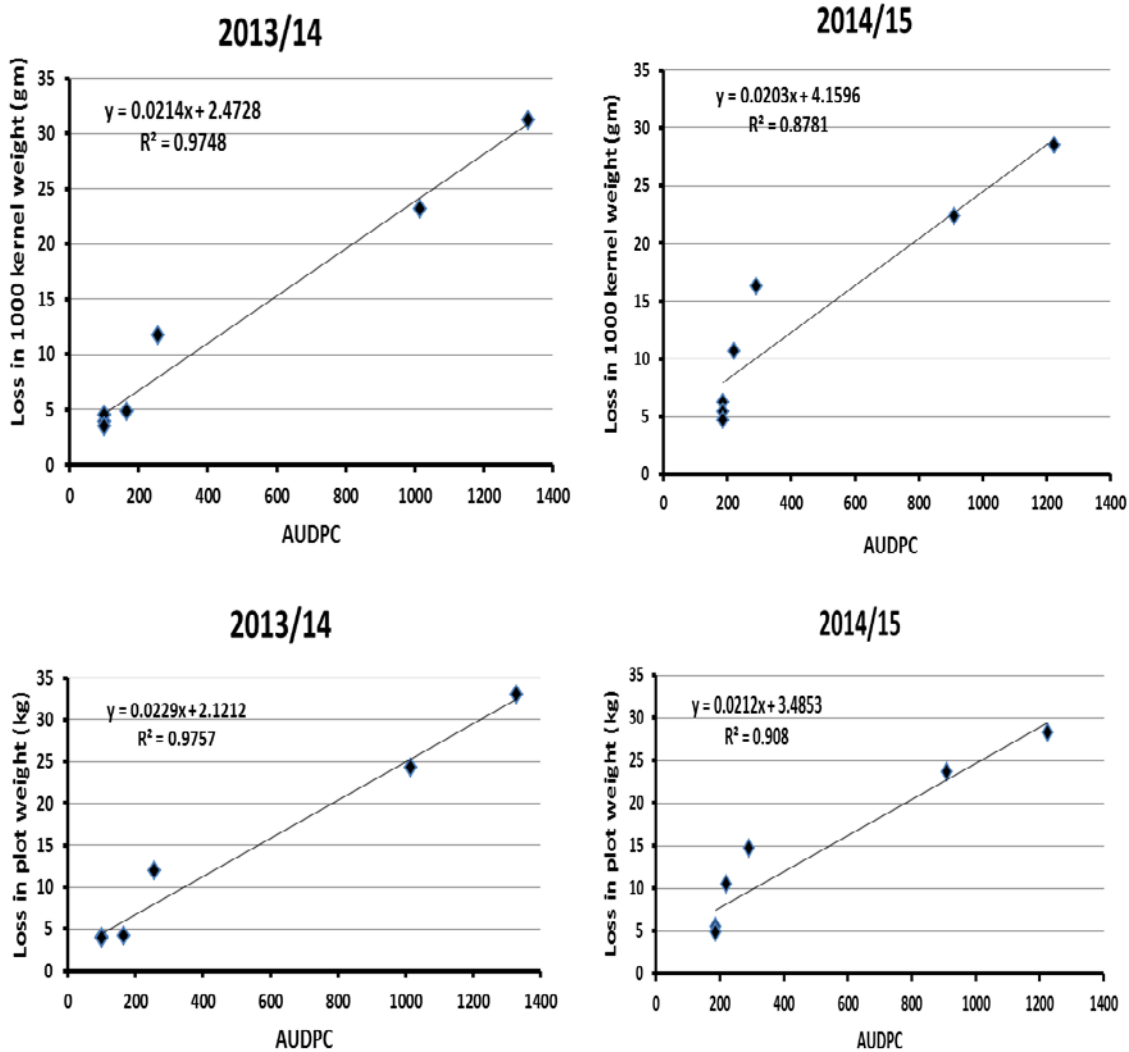 2013/14
Loss in 1000 kernel weight (gm)
35
30
25
20
15
10
5
0
y = 0.0214x + 2.4728
R² = 0.9748
0 200 400 600 800 1000 1200 1400
AUDPC
2014/15
Loss in 1000 kernel weight (gm)
35
30
25
20
15
10
5
0
y = 0.0203x + 4.1596
R² = 0.8781
0 200 400 600 800 1000 1200 1400
AUDPC
2013/14
Loss in plot weight (kg)
35
30
25
20
15
10
5
0
y = 0.0229x + 2.1212
R² = 0.9757
0 200 400 600 800 1000 1200 1400
AUDPC
2014/15
Loss in plot weight (kg)
35
30
25
20
15
10
5
0
y = 0.0212x + 3.4853
R² = 0.908
0 200 400 600 800 1000 1200 1400
AUDPC